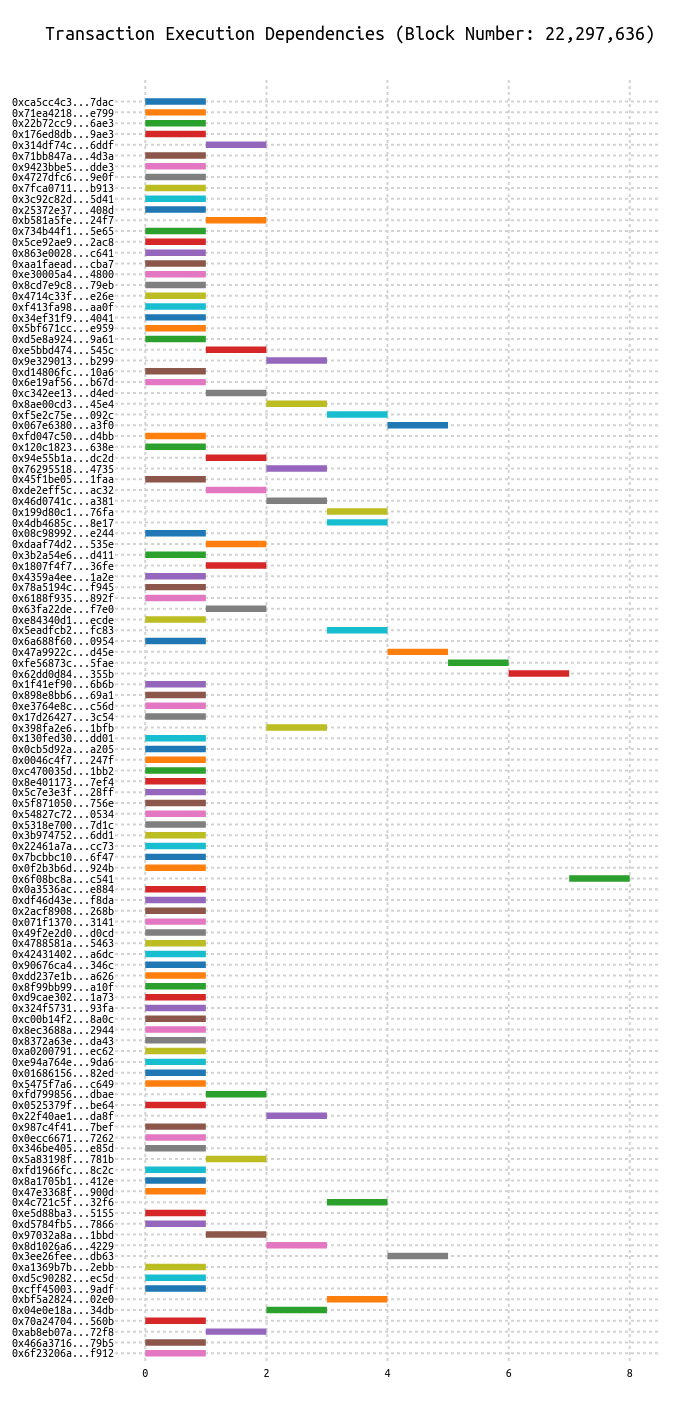 Transaction Execution Dependencies (Block Number: 22,297,636)
0xca5cc4c3...7dac
0x71ea4218...e799
0x22b72cc9...6ae3
0x176ed8db...9ae3
0x314df74c...6ddf
0x71bb847a...4d3a
0x9423bbe5...dde3
0x4727dfc6...9e0f
0x7fca0711...b913
0x3c92c82d...5d41
0x25372e37...408d
0xb581a5fe...24f7
0x734b44f1...5e65
0x5ce92ae9...2ac8
0x863e0028...c641
0xaa1faead...cba7
0xe30005a4...4800
0x8cd7e9c8...79eb
0x4714c33f...e26e
0xf413fa98...aa0f
0x34ef31f9...4041
0x5bf671cc...e959
0xd5e8a924...9a61
0xe5bbd474...545c
0x9e329013...b299
0xd14806fc...10a6
0x6e19af56...b67d
0xc342ee13...d4ed
0x8ae00cd3...45e4
0xf5e2c75e...092c
0x067e6380...a3f0
0xfd047c50...d4bb
0x120c1823...638e
0x94e55b1a...dc2d
0x76295518...4735
0x45f1be05...1faa
0xde2eff5c...ac32
0x46d0741c...a381
0x199d80c1...76fa
0x4db4685c...8e17
0x08c98992...e244
0xdaaf74d2...535e
0x3b2a54e6...d411
0x1807f4f7...36fe
0x4359a4ee...1a2e
0x78a5194c...f945
0x6188f935...892f
0x63fa22de...f7e0
0xe84340d1...ecde
0x5eadfcb2...fc83
0x6a688f60...0954
0x47a9922c...d45e
0xfe56873c...5fae
0x62dd0d84...355b
0x1f41ef90...6b6b
0x898e8bb6...69a1
0xe3764e8c...c56d
0x17d26427...3c54
0x398fa2e6...1bfb
0x130fed30...dd01
0x0cb5d92a...a205
0x0046c4f7...247f
0xc470035d...1bb2
0x8e401173...7ef4
0x5c7e3e3f...28ff
0x5f871050...756e
0x54827c72...0534
0x5318e700...7d1c
0x3b974752...6dd1
0x22461a7a...cc73
0x7bcbbc10...6f47
0x0f2b3b6d...924b
0x6f08bc8a...c541
0x0a3536ac...e884
0xdf46d43e...f8da
0x2acf8908...268b
0x071f1370...3141
0x49f2e2d0...d0cd
0x4788581a...5463
0x42431402...a6dc
0x90676ca4...346c
0xdd237e1b...a626
0x8f99bb99...a10f
0xd9cae302...1a73
0x324f5731...93fa
0xc00b14f2...8a0c
0x8ec3688a...2944
0x8372a63e...da43
0xa0200791...ec62
0xe94a764e...9da6
0x01686156...82ed
0x5475f7a6...c649
0xfd799856...dbae
0x0525379f...be64
0x22f40ae1...da8f
0x987c4f41...7bef
0x0ecc6671...7262
0x346be405...e85d
0x5a83198f...781b
0xfd1966fc...8c2c
0x8a1705b1...412e
0x47e3368f...900d
0x4c721c5f...32f6
0xe5d88ba3...5155
0xd5784fb5...7866
0x97032a8a...1bbd
0x8d1026a6...4229
0x3ee26fee...db63
0xa1369b7b...2ebb
0xd5c90282...ec5d
0xcff45003...9adf
0xbf5a2824...02e0
0x04e0e18a...34db
0x70a24704...560b
0xab8eb07a...72f8
0x466a3716...79b5
0x6f23206a...f912
0 2 4 6 8